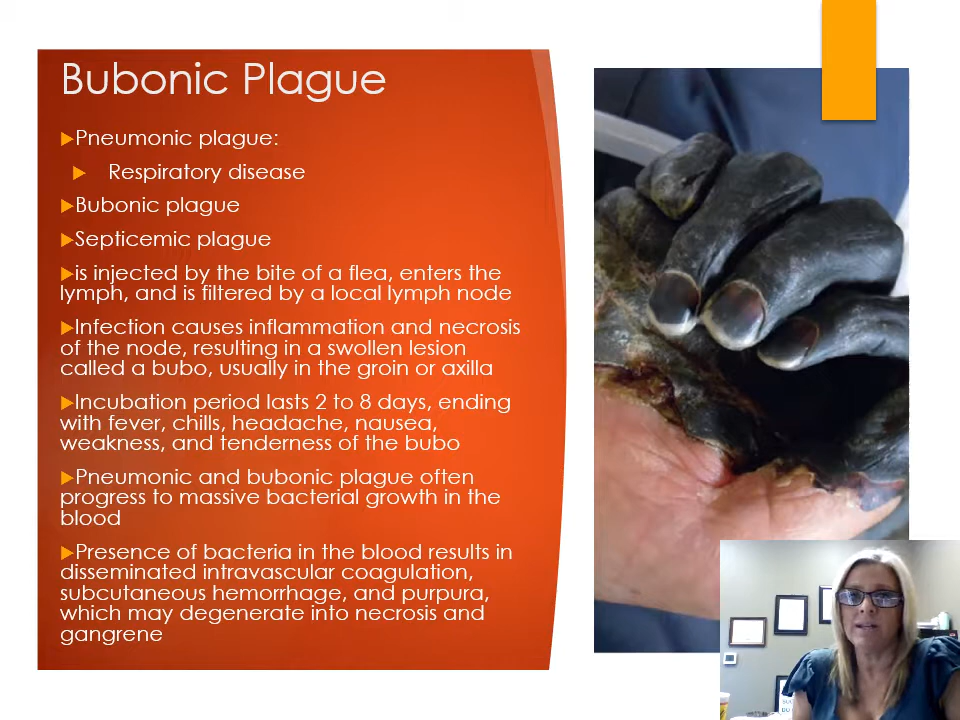 Bubonic Plague
Pneumonic plague:
Respiratory disease
Bubonic plague
Septicemic plague
is injected by the bite of a flea, enters the
lymph, and is filtered by a local lymph node
Infection causes inflammation and necrosis
of the node, resulting in a swollen lesion
called a bubo, usually in the groin or axilla
Incubation period lasts 2 to 8 days, ending
with fever, chills, headache, nausea,
weakness, and tenderness of the bubo
Pneumonic and bubonic plague often
progress to massive bacterial growth in the
blood
Presence of bacteria in the blood results in
disseminated intravascular coagulation,
subcutaneous hemorrhage, and purpura,
which may degenerate into necrosis and
gangrene